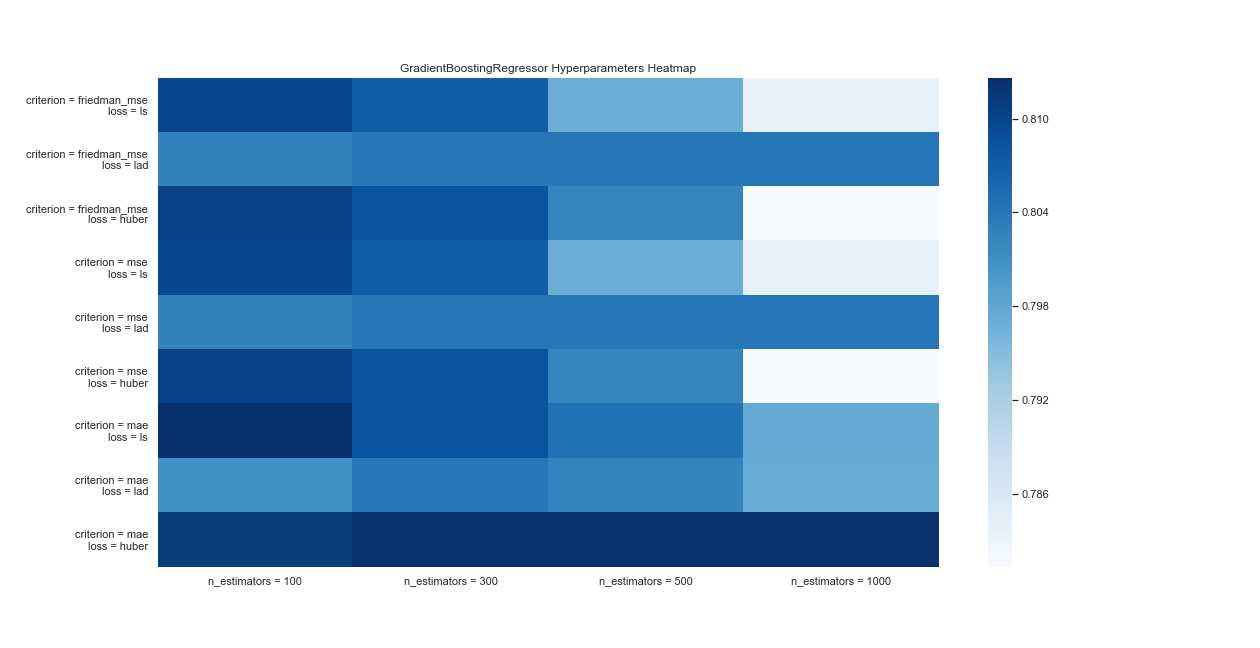 GradientBoostingRegressor Hyperparameters Heatmap
criterion = friedman_mse
loss = ls
criterion = friedman_mse
loss = lad
criterion = friedman_mse
loss = huber
criterion = mse
loss = ls
criterion = mse
loss = lad
criterion = mse
loss = huber
criterion = mae
loss = ls
criterion = mae
loss = lad
criterion = mae
loss = huber
n_estimators = 100
n_estimators = 300
n_estimators = 500
n_estimators = 1000
0.810
0.804
0.798
0.792
0.786